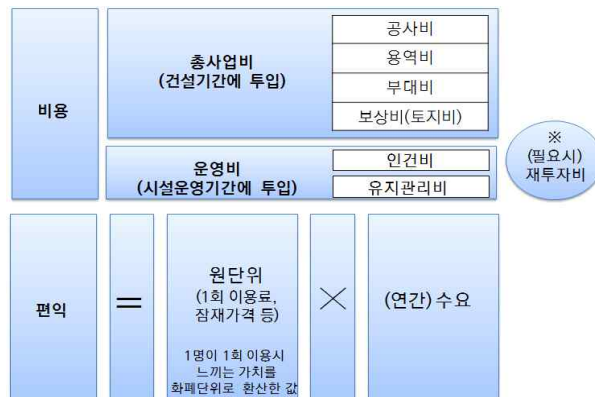 비용
총사업비
(건설기간에 투입)
공사비
용역비
부대비
보상비(토지비)
운영비
(시설운영기간에 투입)
인건비
유지관리비
※
(필요시)
재투자비
편익
=
원단위
(1회 이용료,
잠재가격 등)
1명이 1회 이용시
느끼는 가치를
화폐단위로 환산한 값
×
(연간) 수요